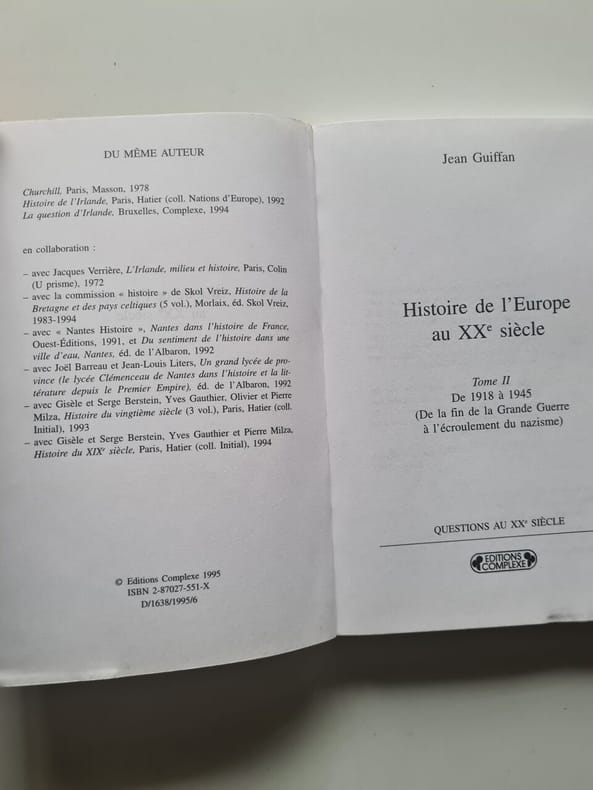 DU MÊME AUTEUR
Churchill, Paris, Masson, 1978
Histoire de l'Irlande, Paris, Hatier (coll. Nations d'Europe), 1992
La question d'Irlande, Bruxelles, Complexe, 1994
en collaboration :
– avec Jacques Verrière, L'Irlande, milieu et histoire, Paris, Colin
(U prisme), 1972
– avec la commission « histoire » de Skol Vreiz, Histoire de la
Bretagne et des pays celtiques (5 vol.), Morlaix, éd. Skol Vreiz,
1983-1994
– avec « Nantes Histoire », Nantes dans l'histoire de France,
Ouest-Éditions, 1991, et Du sentiment de l'histoire dans une
ville d'eau, Nantes, éd. de l'Albaron, 1992
– avec Joël Barreau et Jean-Louis Liters, Un grand lycée de pro-
vince (le lycée Clémenceau de Nantes dans l'histoire et la lit-
térature depuis le Premier Empire), éd. de l'Albaron, 1992
– avec Gisèle et Serge Berstein, Yves Gauthier, Olivier et Pierre
Milza, Histoire du vingtième siècle (3 vol.), Paris, Hatier (coll.
Initial), 1993
– avec Gisèle et Serge Berstein, Yves Gauthier et Pierre Milza,
Histoire du XIXe siècle, Paris, Hatier (coll. Initial), 1994
© Editions Complexe 1995
ISBN 2-87027-551-X
D/1638/1995/6
Jean Guiffan
Histoire de l'Europe
au XXe siècle
Tome II
De 1918 à 1945
(De la fin de la Grande Guerre
à l'écroulement du nazisme)
QUESTIONS AU XXe SIÈCLE
EDITIONS
COMPLEXE